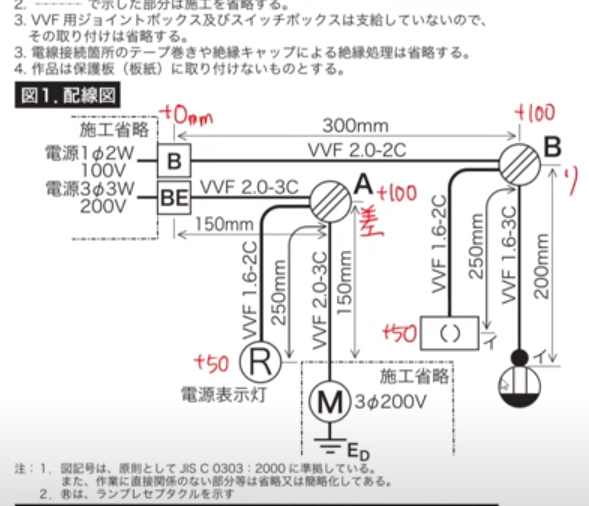 2. で示した部分は施工を省略する。
3. VVF 用ジョイントボックス及びスイッチボックスは支給していないので、
その取り付けは省略する。
3. 電線接続箇所のテープ巻きや絶縁キャップによる絶縁処理は省略する。
4. 作品は保護板（板紙）に取り付けないものとする。
図1. 配線図
+0mm
+100
施工省略
300mm
電源1φ2W
100V
B
VVF 2.0-2C
B
リ
電源3φ3W
200V
BE
VVF 2.0-3C
A
+100
差
150mm
VVF 1.6-2C
250mm
VVF 2.0-3C
150mm
VVF 1.6-2C
250mm
VVF 1.6-3C
200mm
+50
R
電源表示灯
+50
( )
イ
イ
施工省略
M
3φ200V
ED
注：1. 図記号は、原則として JIS C 0303：2000 に準拠している。
また、作業に直接関係のない部分等は省略又は簡略化してある。
2. Ⓡは、ランプレセプタクルを示す